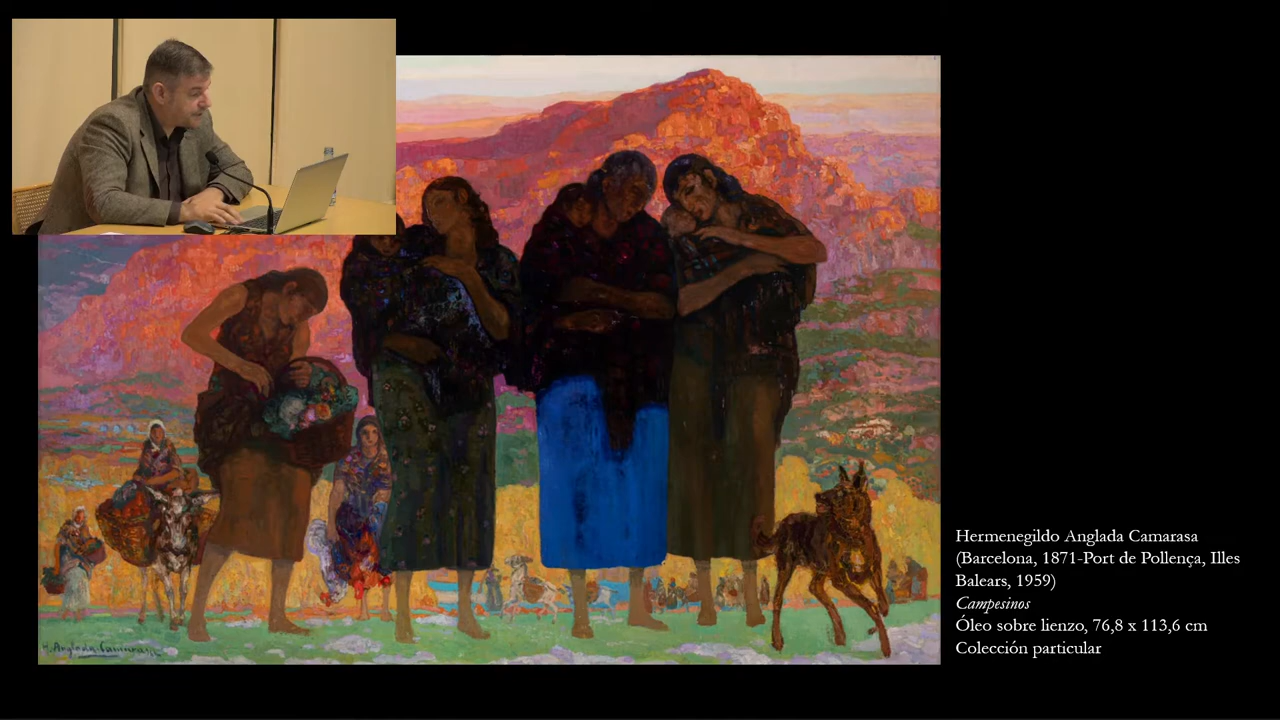 Hermenegildo Anglada Camarasa
(Barcelona, 1871-Port de Pollença, Illes
Balears, 1959)
Campesinos
Óleo sobre lienzo, 76,8 x 113,6 cm
Colección particular
H. Anglada-Camarasa